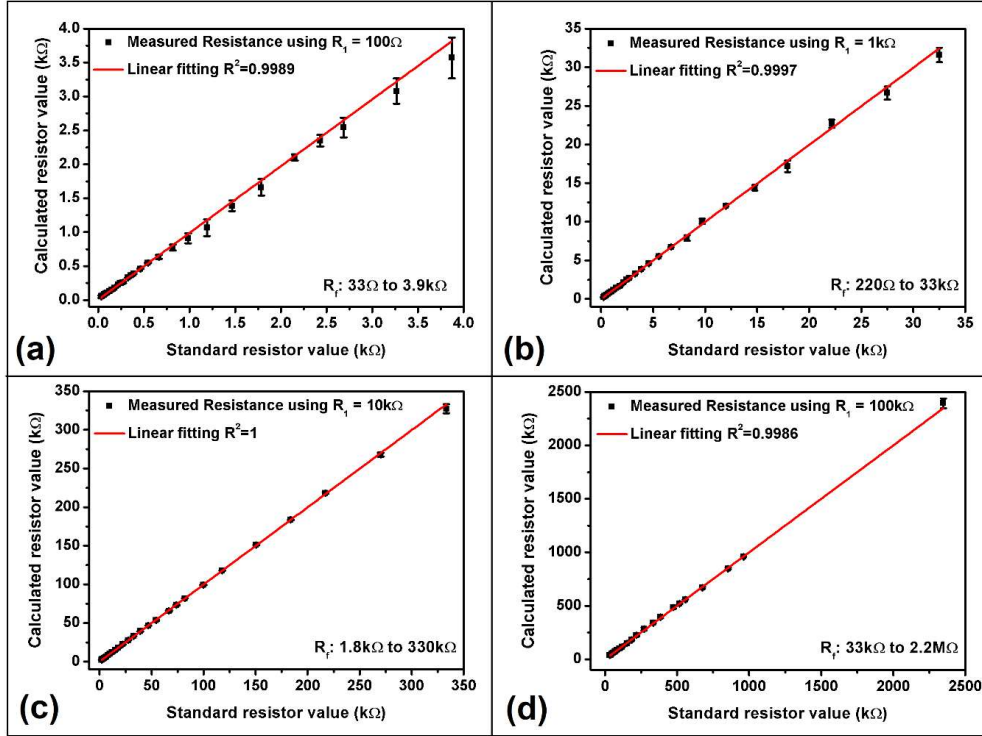 Measured Resistance using R₁ = 100Ω
Linear fitting R²=0.9989
Calculated resistor value (kΩ)
4.0
3.5
3.0
2.5
2.0
1.5
1.0
0.5
0.0
R_f: 33Ω to 3.9kΩ
0.0 0.5 1.0 1.5 2.0 2.5 3.0 3.5 4.0
Standard resistor value (kΩ)
(a)
Measured Resistance using R₁ = 1kΩ
Linear fitting R²=0.9997
Calculated resistor value (kΩ)
35
30
25
20
15
10
5
0
R_f: 220Ω to 33kΩ
0 5 10 15 20 25 30 35
Standard resistor value (kΩ)
(b)
Measured Resistance using R₁ = 10kΩ
Linear fitting R²=1
Calculated resistor value (kΩ)
350
300
250
200
150
100
50
0
R_f: 1.8kΩ to 330kΩ
0 50 100 150 200 250 300 350
Standard resistor value (kΩ)
(c)
Measured Resistance using R₁ = 100kΩ
Linear fitting R²=0.9986
Calculated resistor value (kΩ)
2500
2000
1500
1000
500
0
R_f: 33kΩ to 2.2MΩ
0 500 1000 1500 2000 2500
Standard resistor value (kΩ)
(d)